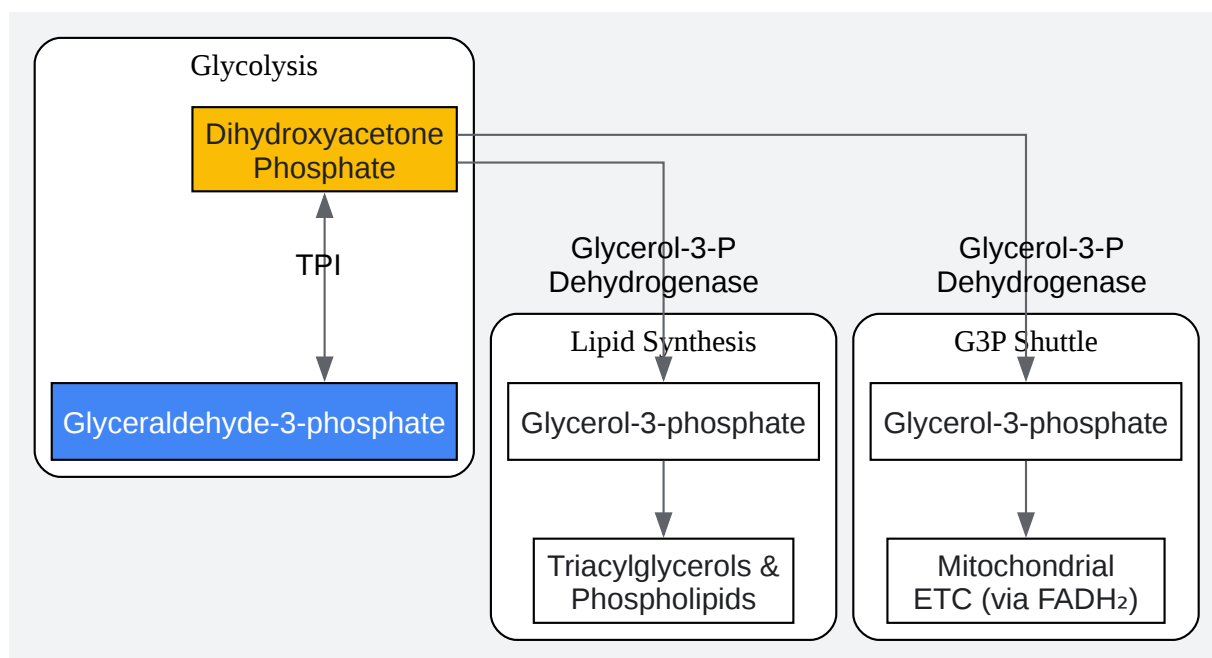 Glycolysis
Dihydroxyacetone
Phosphate
TPI
Glyceraldehyde-3-phosphate
Glycerol-3-P
Dehydrogenase
Lipid Synthesis
Glycerol-3-phosphate
Triacylglycerols &
Phospholipids
Glycerol-3-P
Dehydrogenase
G3P Shuttle
Glycerol-3-phosphate
Mitochondrial
ETC (via FADH₂)